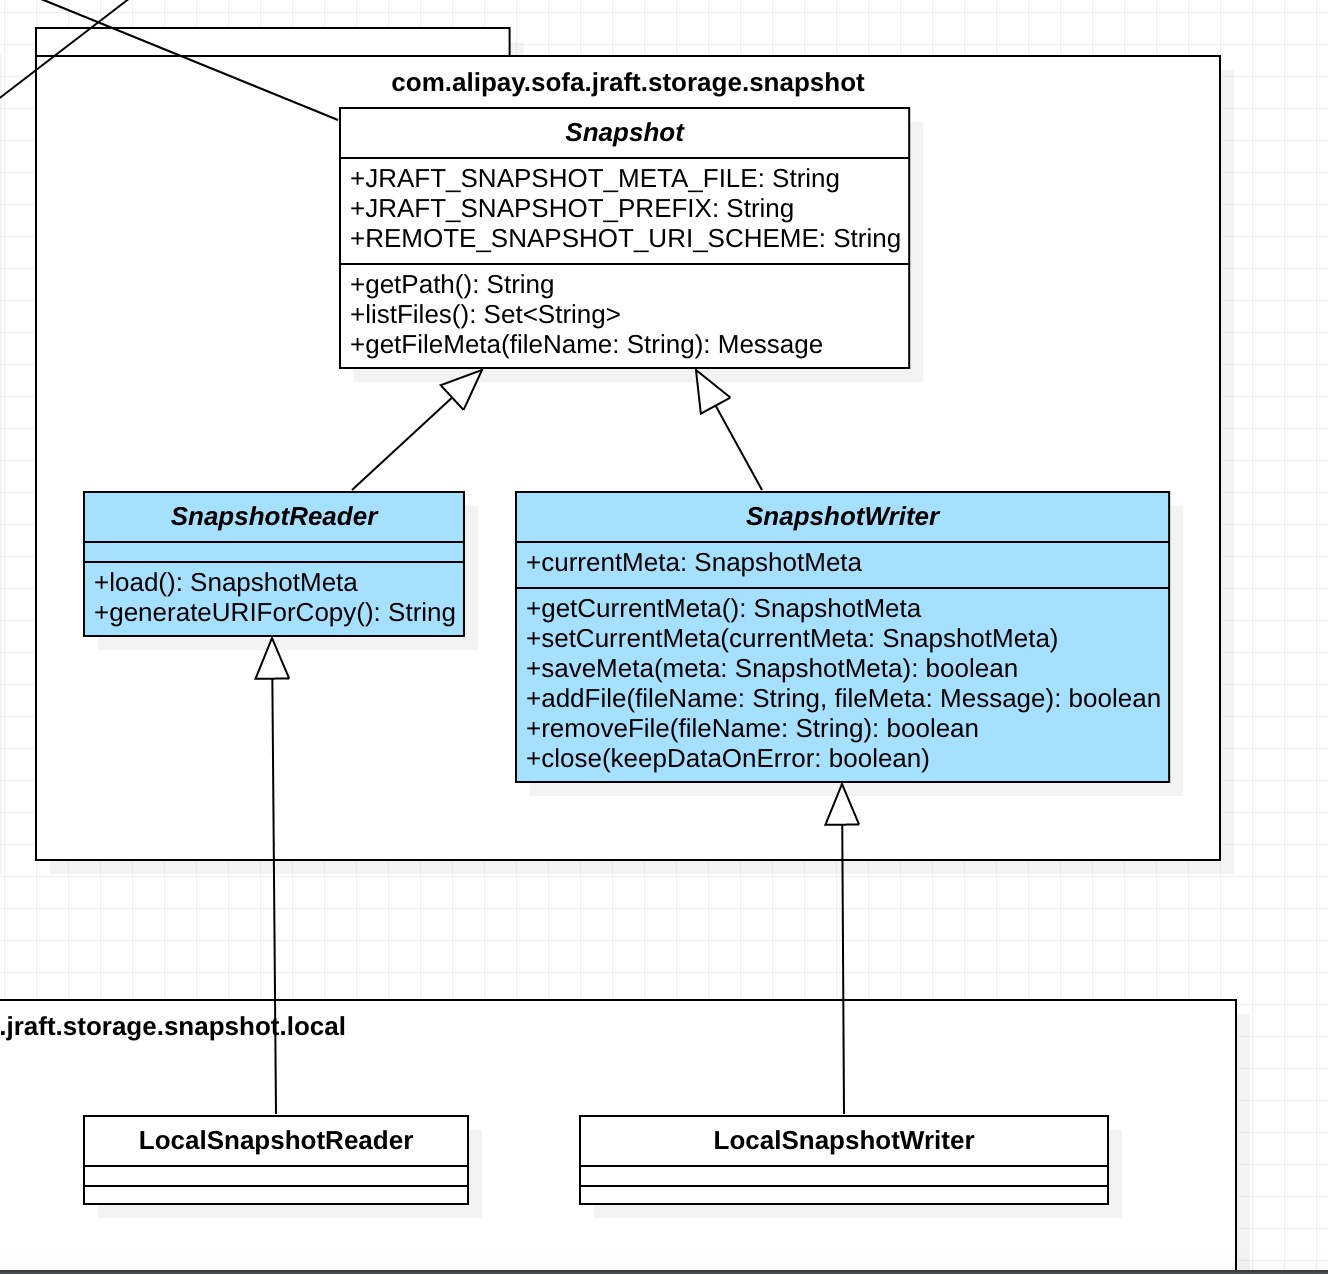 com.alipay.sofa.jraft.storage.snapshot
Snapshot
+JRAFT_SNAPSHOT_META_FILE: String
+JRAFT_SNAPSHOT_PREFIX: String
+REMOTE_SNAPSHOT_URI_SCHEME: String
+getPath(): String
+listFiles(): Set<String>
+getFileMeta(fileName: String): Message
SnapshotReader
+load(): SnapshotMeta
+generateURIForCopy(): String
SnapshotWriter
+currentMeta: SnapshotMeta
+getCurrentMeta(): SnapshotMeta
+setCurrentMeta(currentMeta: SnapshotMeta)
+saveMeta(meta: SnapshotMeta): boolean
+addFile(fileName: String, fileMeta: Message): boolean
+removeFile(fileName: String): boolean
+close(keepDataOnError: boolean)
.jraft.storage.snapshot.local
LocalSnapshotReader
LocalSnapshotWriter